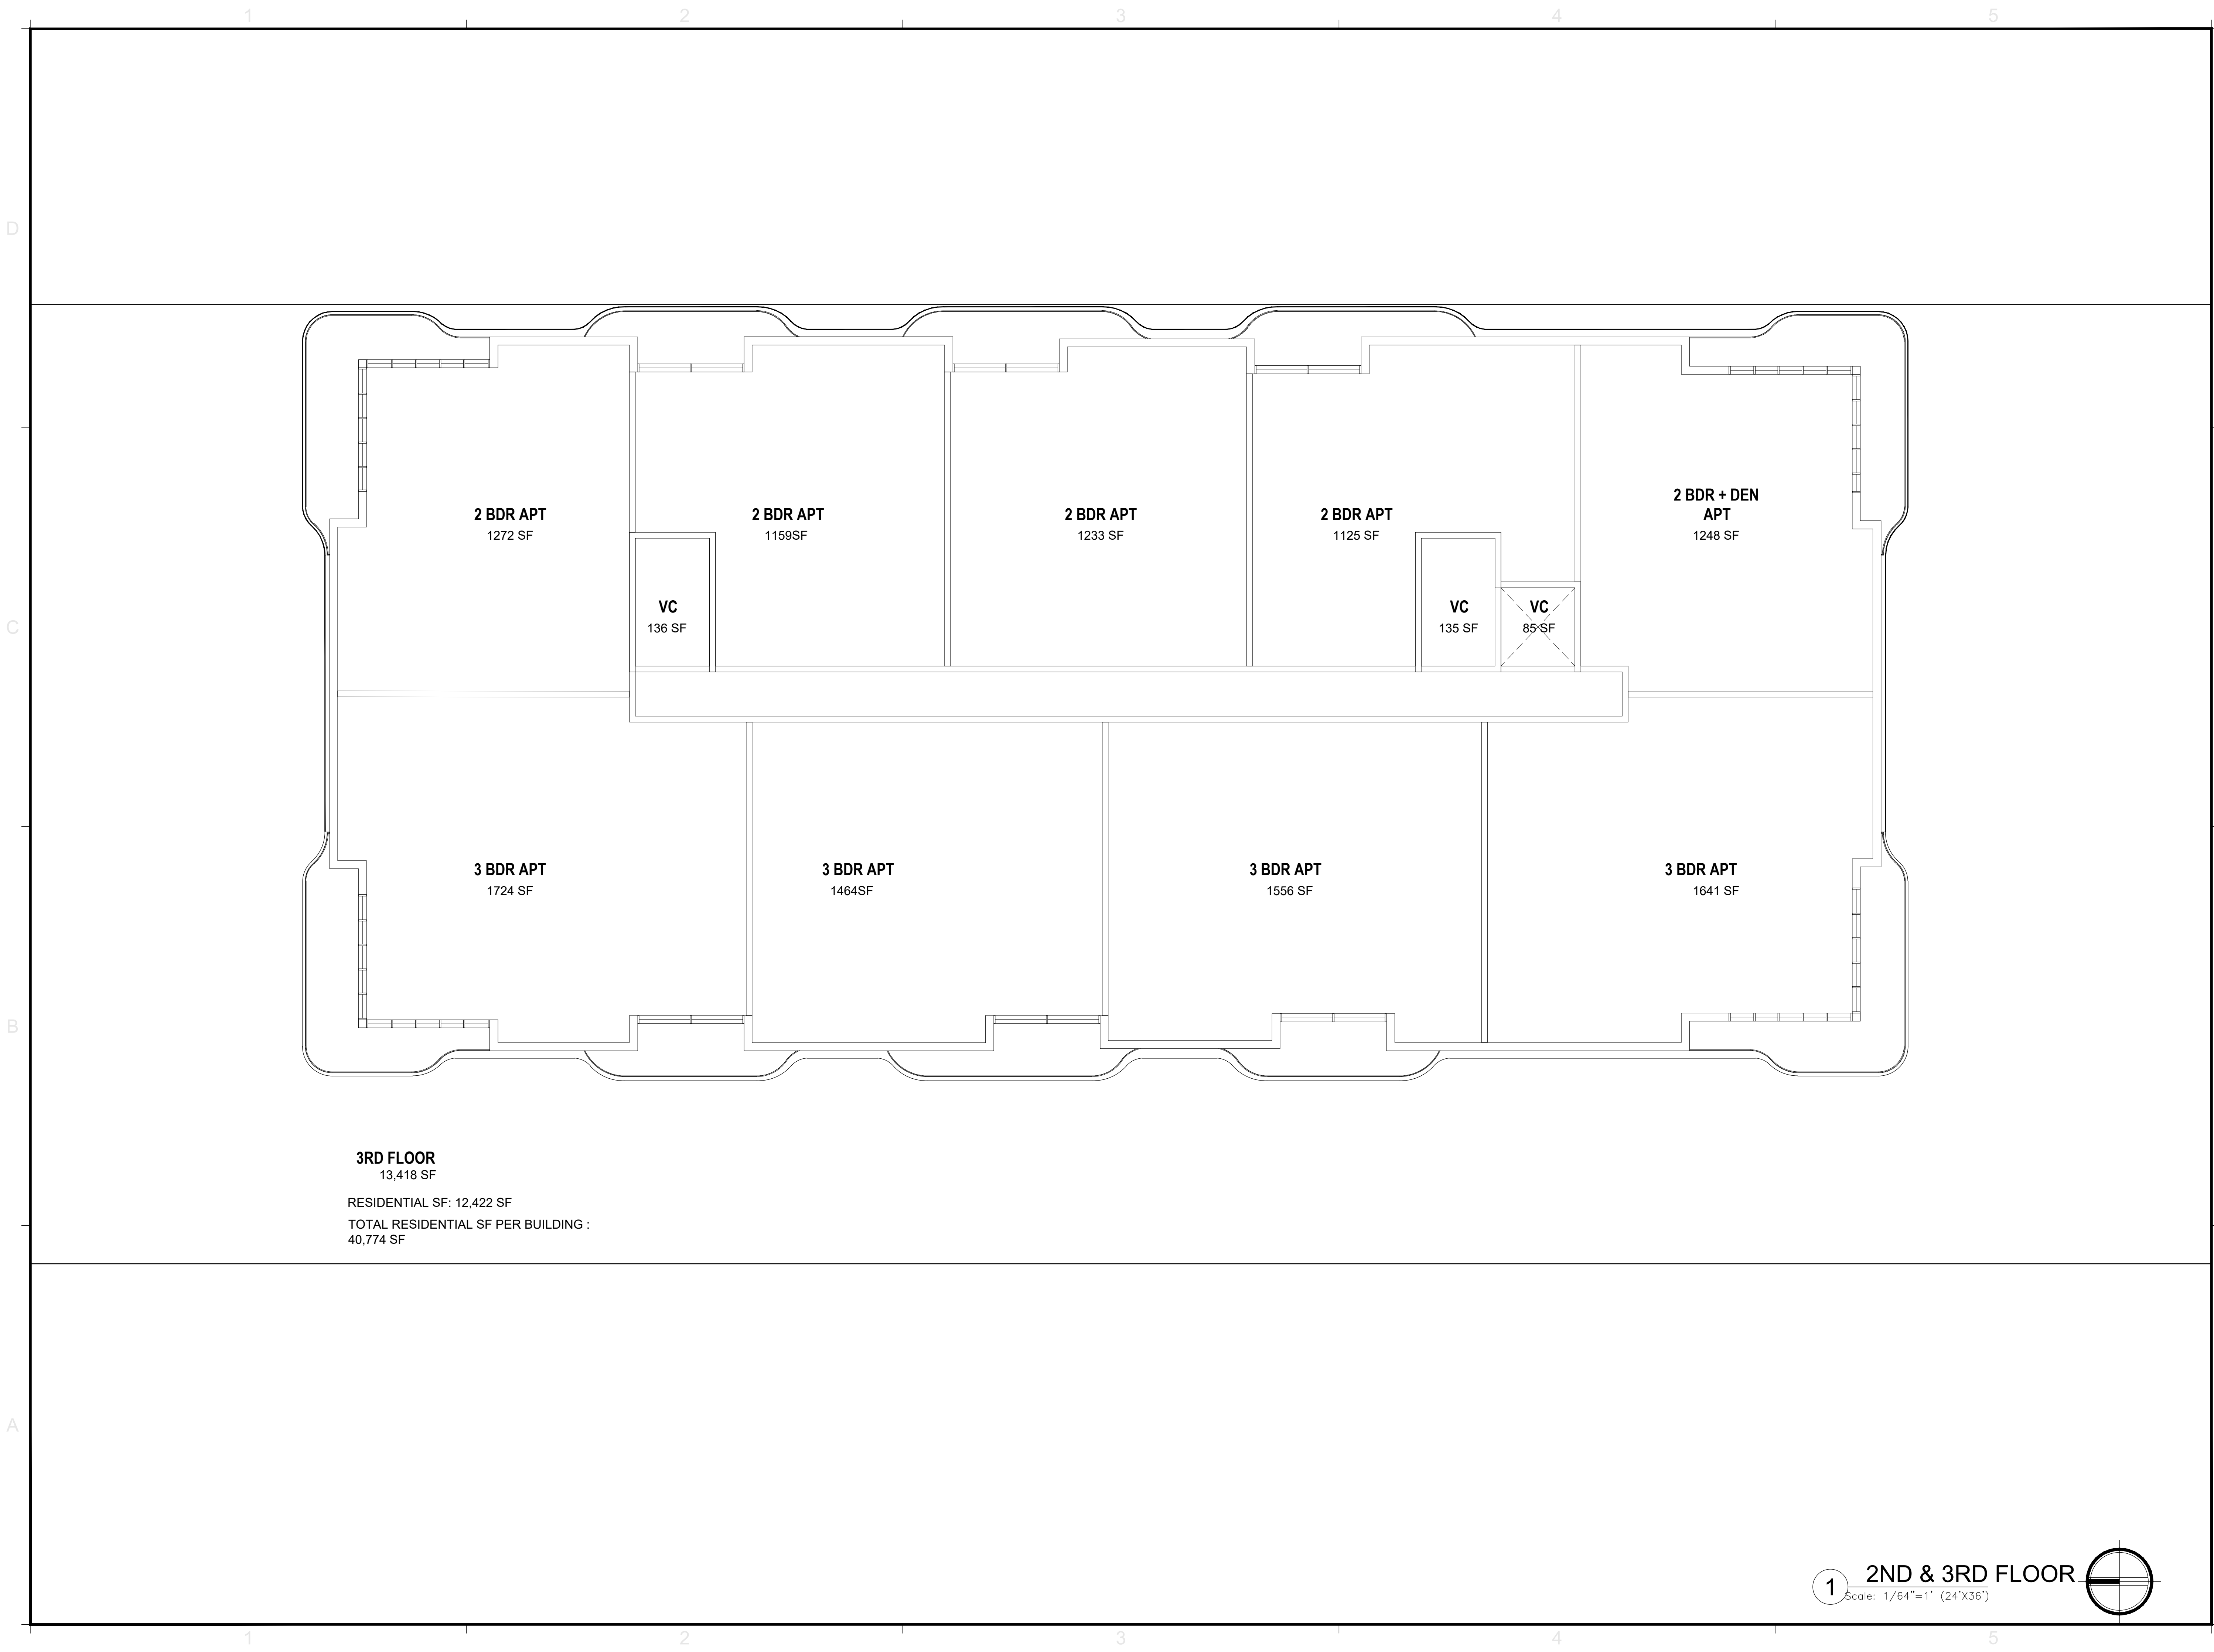 1 2 3 4 5
D
2 BDR APT
1272 SF
2 BDR APT
1159SF
2 BDR APT
1233 SF
2 BDR APT
1125 SF
2 BDR + DEN
APT
1248 SF
C
VC
136 SF
VC
135 SF
VC
85 SF
3 BDR APT
1724 SF
3 BDR APT
1464SF
3 BDR APT
1556 SF
3 BDR APT
1641 SF
B
3RD FLOOR
13,418 SF
RESIDENTIAL SF: 12,422 SF
TOTAL RESIDENTIAL SF PER BUILDING :
40,774 SF
A
1
2ND & 3RD FLOOR
Scale: 1/64"=1' (24'X36')
1 2 3 4 5